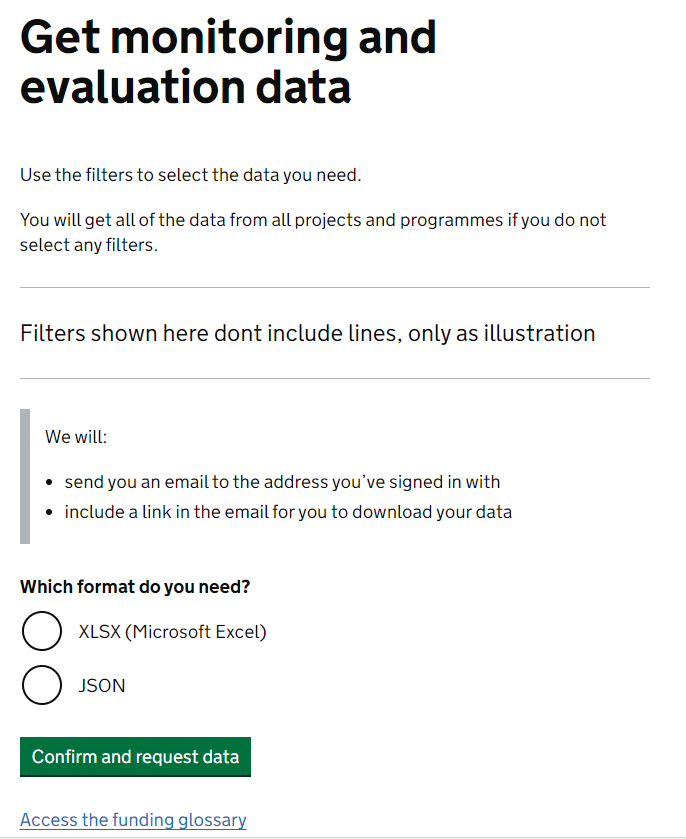 Get monitoring and
evaluation data
Use the filters to select the data you need.
You will get all of the data from all projects and programmes if you do not
select any filters.
Filters shown here dont include lines, only as illustration
We will:
• send you an email to the address you’ve signed in with
• include a link in the email for you to download your data
Which format do you need?
XLSX (Microsoft Excel)
JSON
Confirm and request data
Access the funding glossary